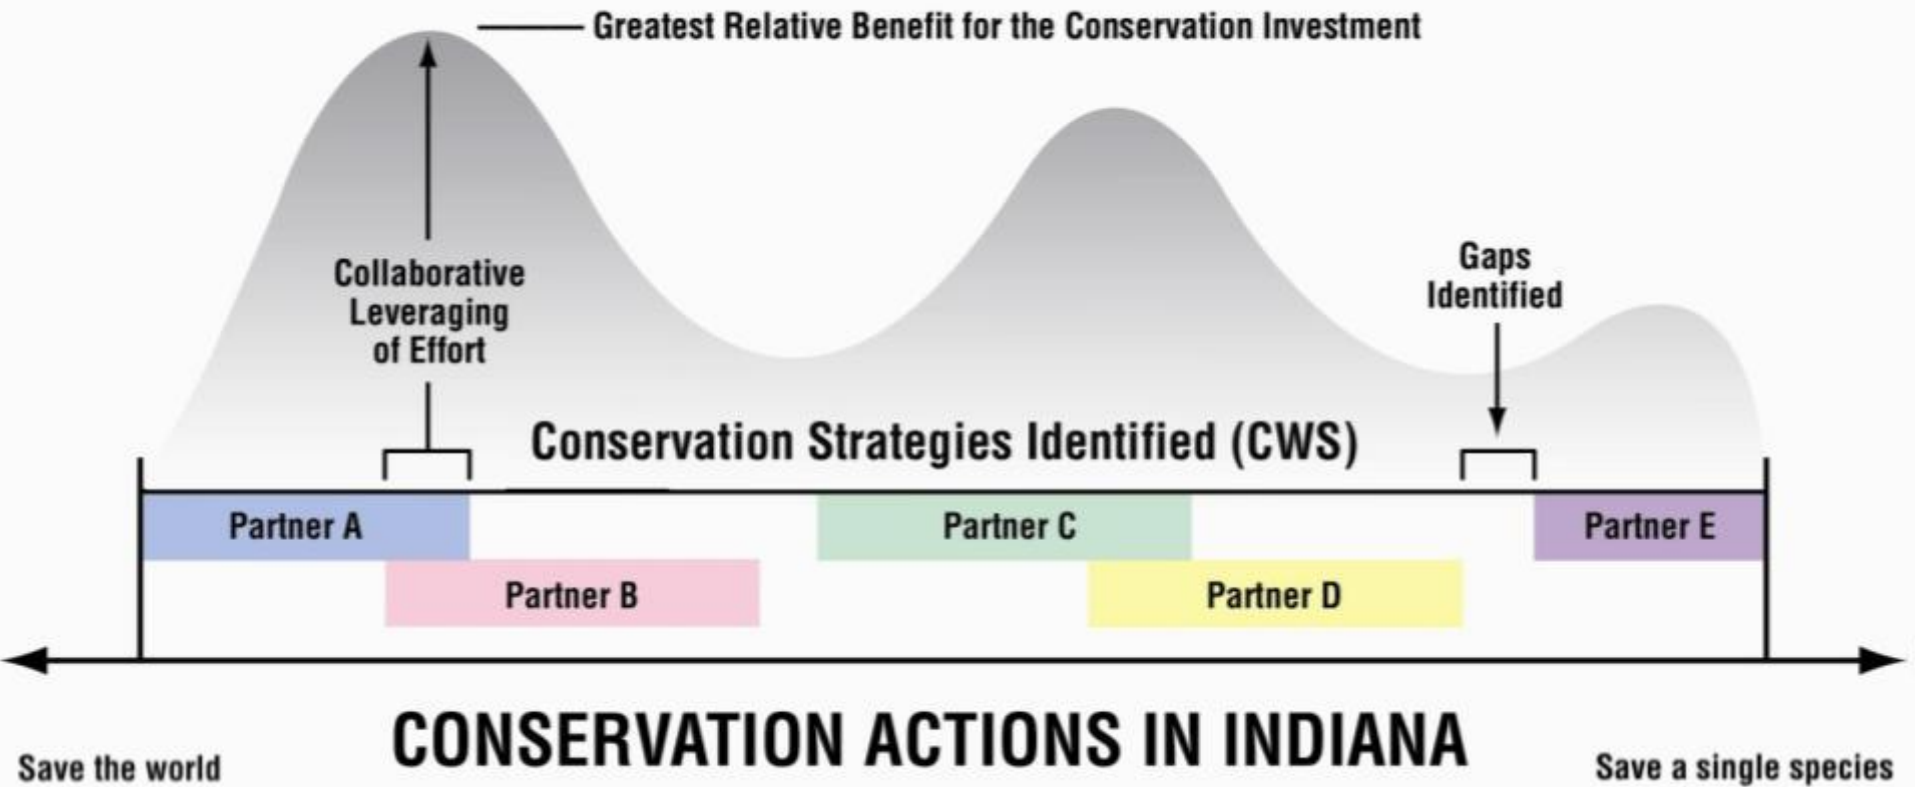 Greatest Relative Benefit for the Conservation Investment
Collaborative
Leveraging
of Effort
Gaps
Identified
Conservation Strategies Identified (CWS)
Partner A
Partner C
Partner E
Partner B
Partner D
CONSERVATION ACTIONS IN INDIANA
Save the world
Save a single species